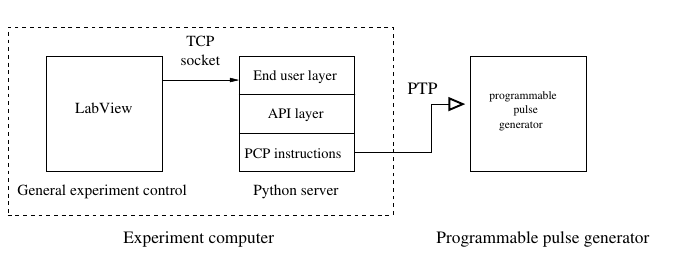 TCP
socket
LabView
End user layer
API layer
PCP instructions
General experiment control
Python server
PTP
programmable
pulse
generator
Experiment computer
Programmable pulse generator